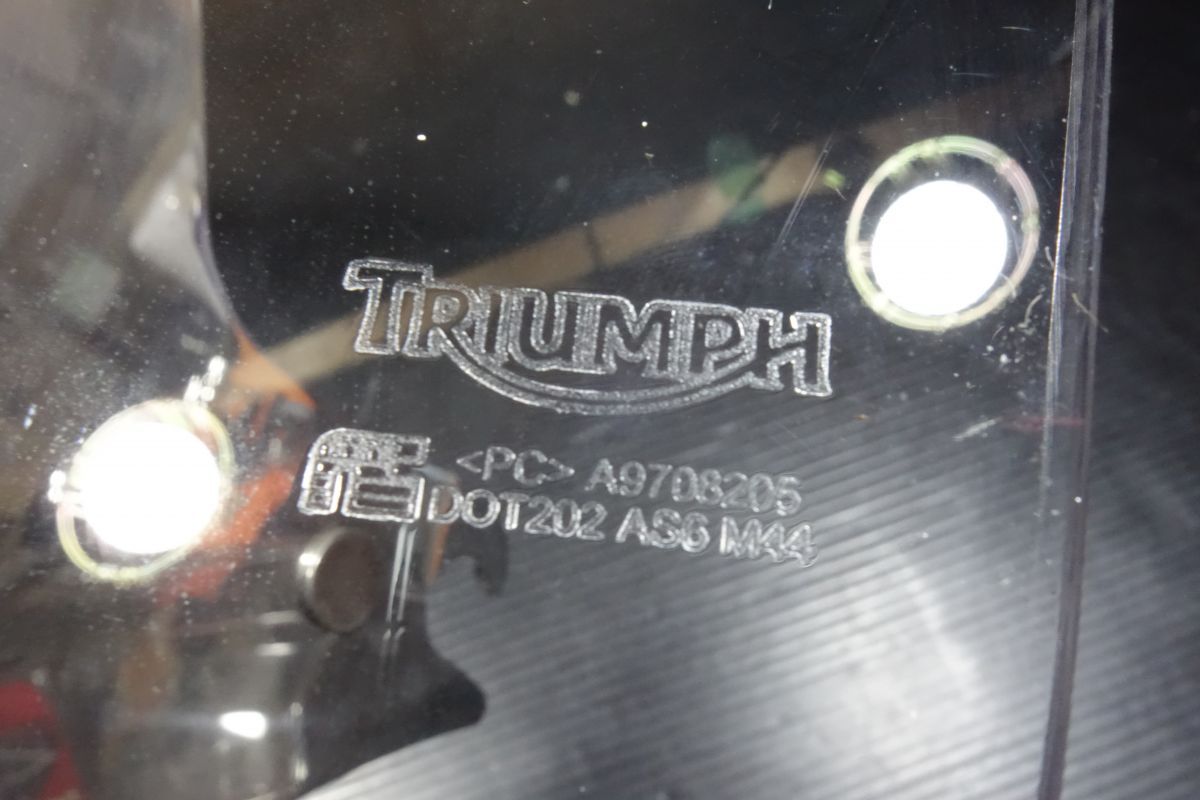 TRIUMPH
<PC> A9708205
DOT202 AS6 M44